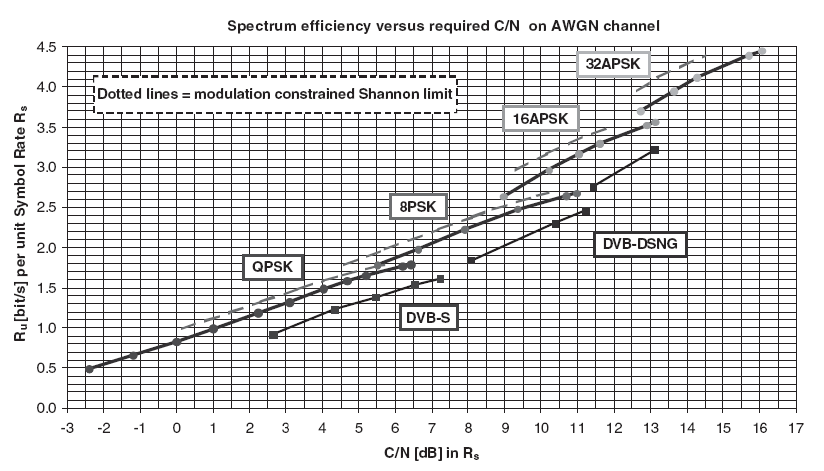 Spectrum efficiency versus required C/N on AWGN channel
4.5
4.0
3.5
3.0
2.5
2.0
1.5
1.0
0.5
0.0
Ru[bit/s] per unit Symbol Rate Rs
Dotted lines = modulation constrained Shannon limit
32APSK
16APSK
8PSK
QPSK
DVB-DSNG
DVB-S
-3 -2 -1 0 1 2 3 4 5 6 7 8 9 10 11 12 13 14 15 16 17
C/N [dB] in Rs